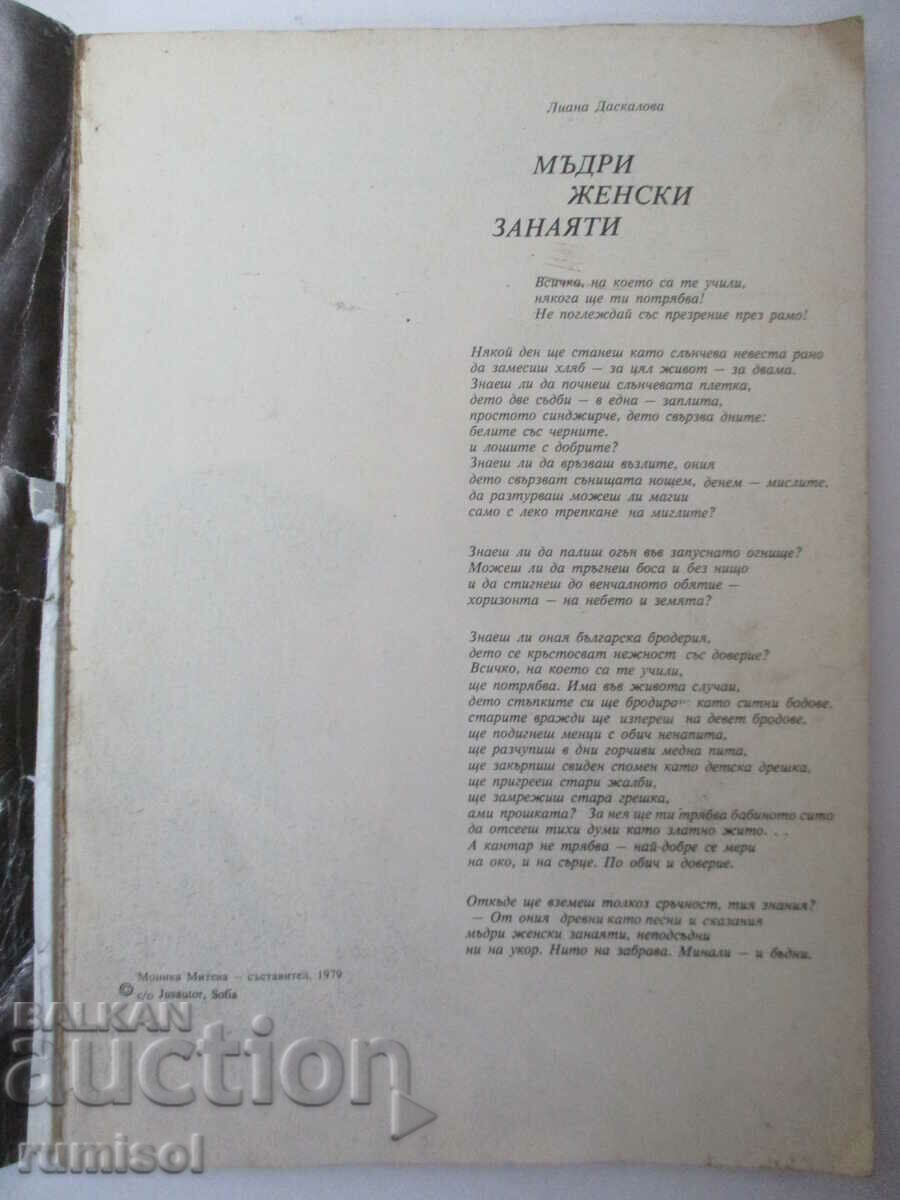 Лиана Даскалова
МЪДРИ
ЖЕНСКИ
ЗАНАЯТИ
Всичко, на което са те учили,
някога ще ти потрябва!
Не поглеждай със презрение през рамо!
Някой ден ще станеш като слънчева невеста рано
да замесиш хляб — за цял живот — за двама.
Знаеш ли да почнеш слънчевата плетка,
дето две съдби — в една — заплита,
простото синджирче, дето свързва дните:
белите със черните.
и лошите с добрите?
Знаеш ли да връзваш възлите, ония
дето свързват сънищата нощем, денем — мислите.
да разтурваш можеш ли магии
само с леко трепкане на миглите?
Знаеш ли да палиш огън във запуснато огнище?
Можеш ли да тръгнеш боса и без нищо
и да стигнеш до венчалното обятие —
хоризонта — на небето и земята?
Знаеш ли оная българска бродерия,
дето се кръстосват нежност със доверие?
Всичко, на което са те учили,
ще потрябва. Има във живота случаи,
дето стъпките си ще бродираш като ситни бодове.
старите вражди ще изпереш на девет бродове.
ще подигнеш менци с обич ненапита,
ще разчупиш в дни горчиви медна пита,
ще закърпиш свиден спомен като детска дрешка,
ще пригрееш стари жалби,
ще замрежиш стара грешка,
ами прошката? За нея ще ти трябва бабиното сито
да отсееш тихи думи като златно жито. . .
А кантар не трябва — най-добре се мери
на око, и на сърце. По обич и доверие.
Откъде ще вземеш толкоз сръчност, тия знания?
— От ония древни като песни и сказания
мъдри женски занаяти, неподсъдни
ни на укор. Нито на забрава. Минали — и бъдни.
Моника Митева — съставител, 1979
© c/o Jusautor, Sofia
BALKAN
auction
rumisol